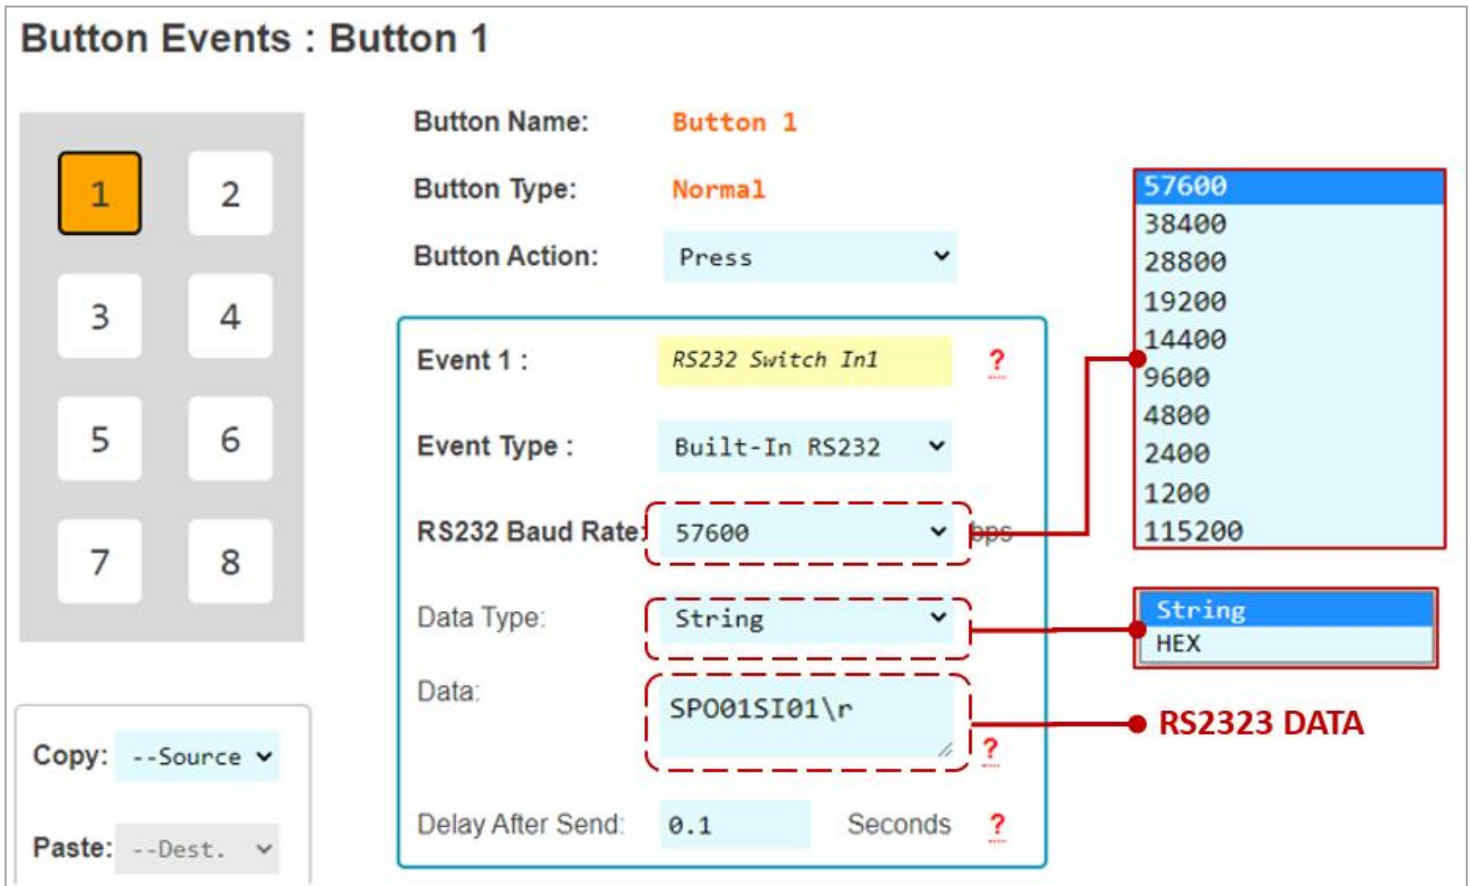 Button Events : Button 1
1 2
3 4
5 6
7 8
Copy: --Source
Paste: --Dest.
Button Name: Button 1
Button Type: Normal
Button Action: Press
Event 1 : RS232 Switch In1 ?
Event Type : Built-In RS232
RS232 Baud Rate: 57600 bps
Data Type: String
Data: SPO01SI01\r ?
Delay After Send: 0.1 Seconds ?
57600
38400
28800
19200
14400
9600
4800
2400
1200
115200
String
HEX
RS2323 DATA